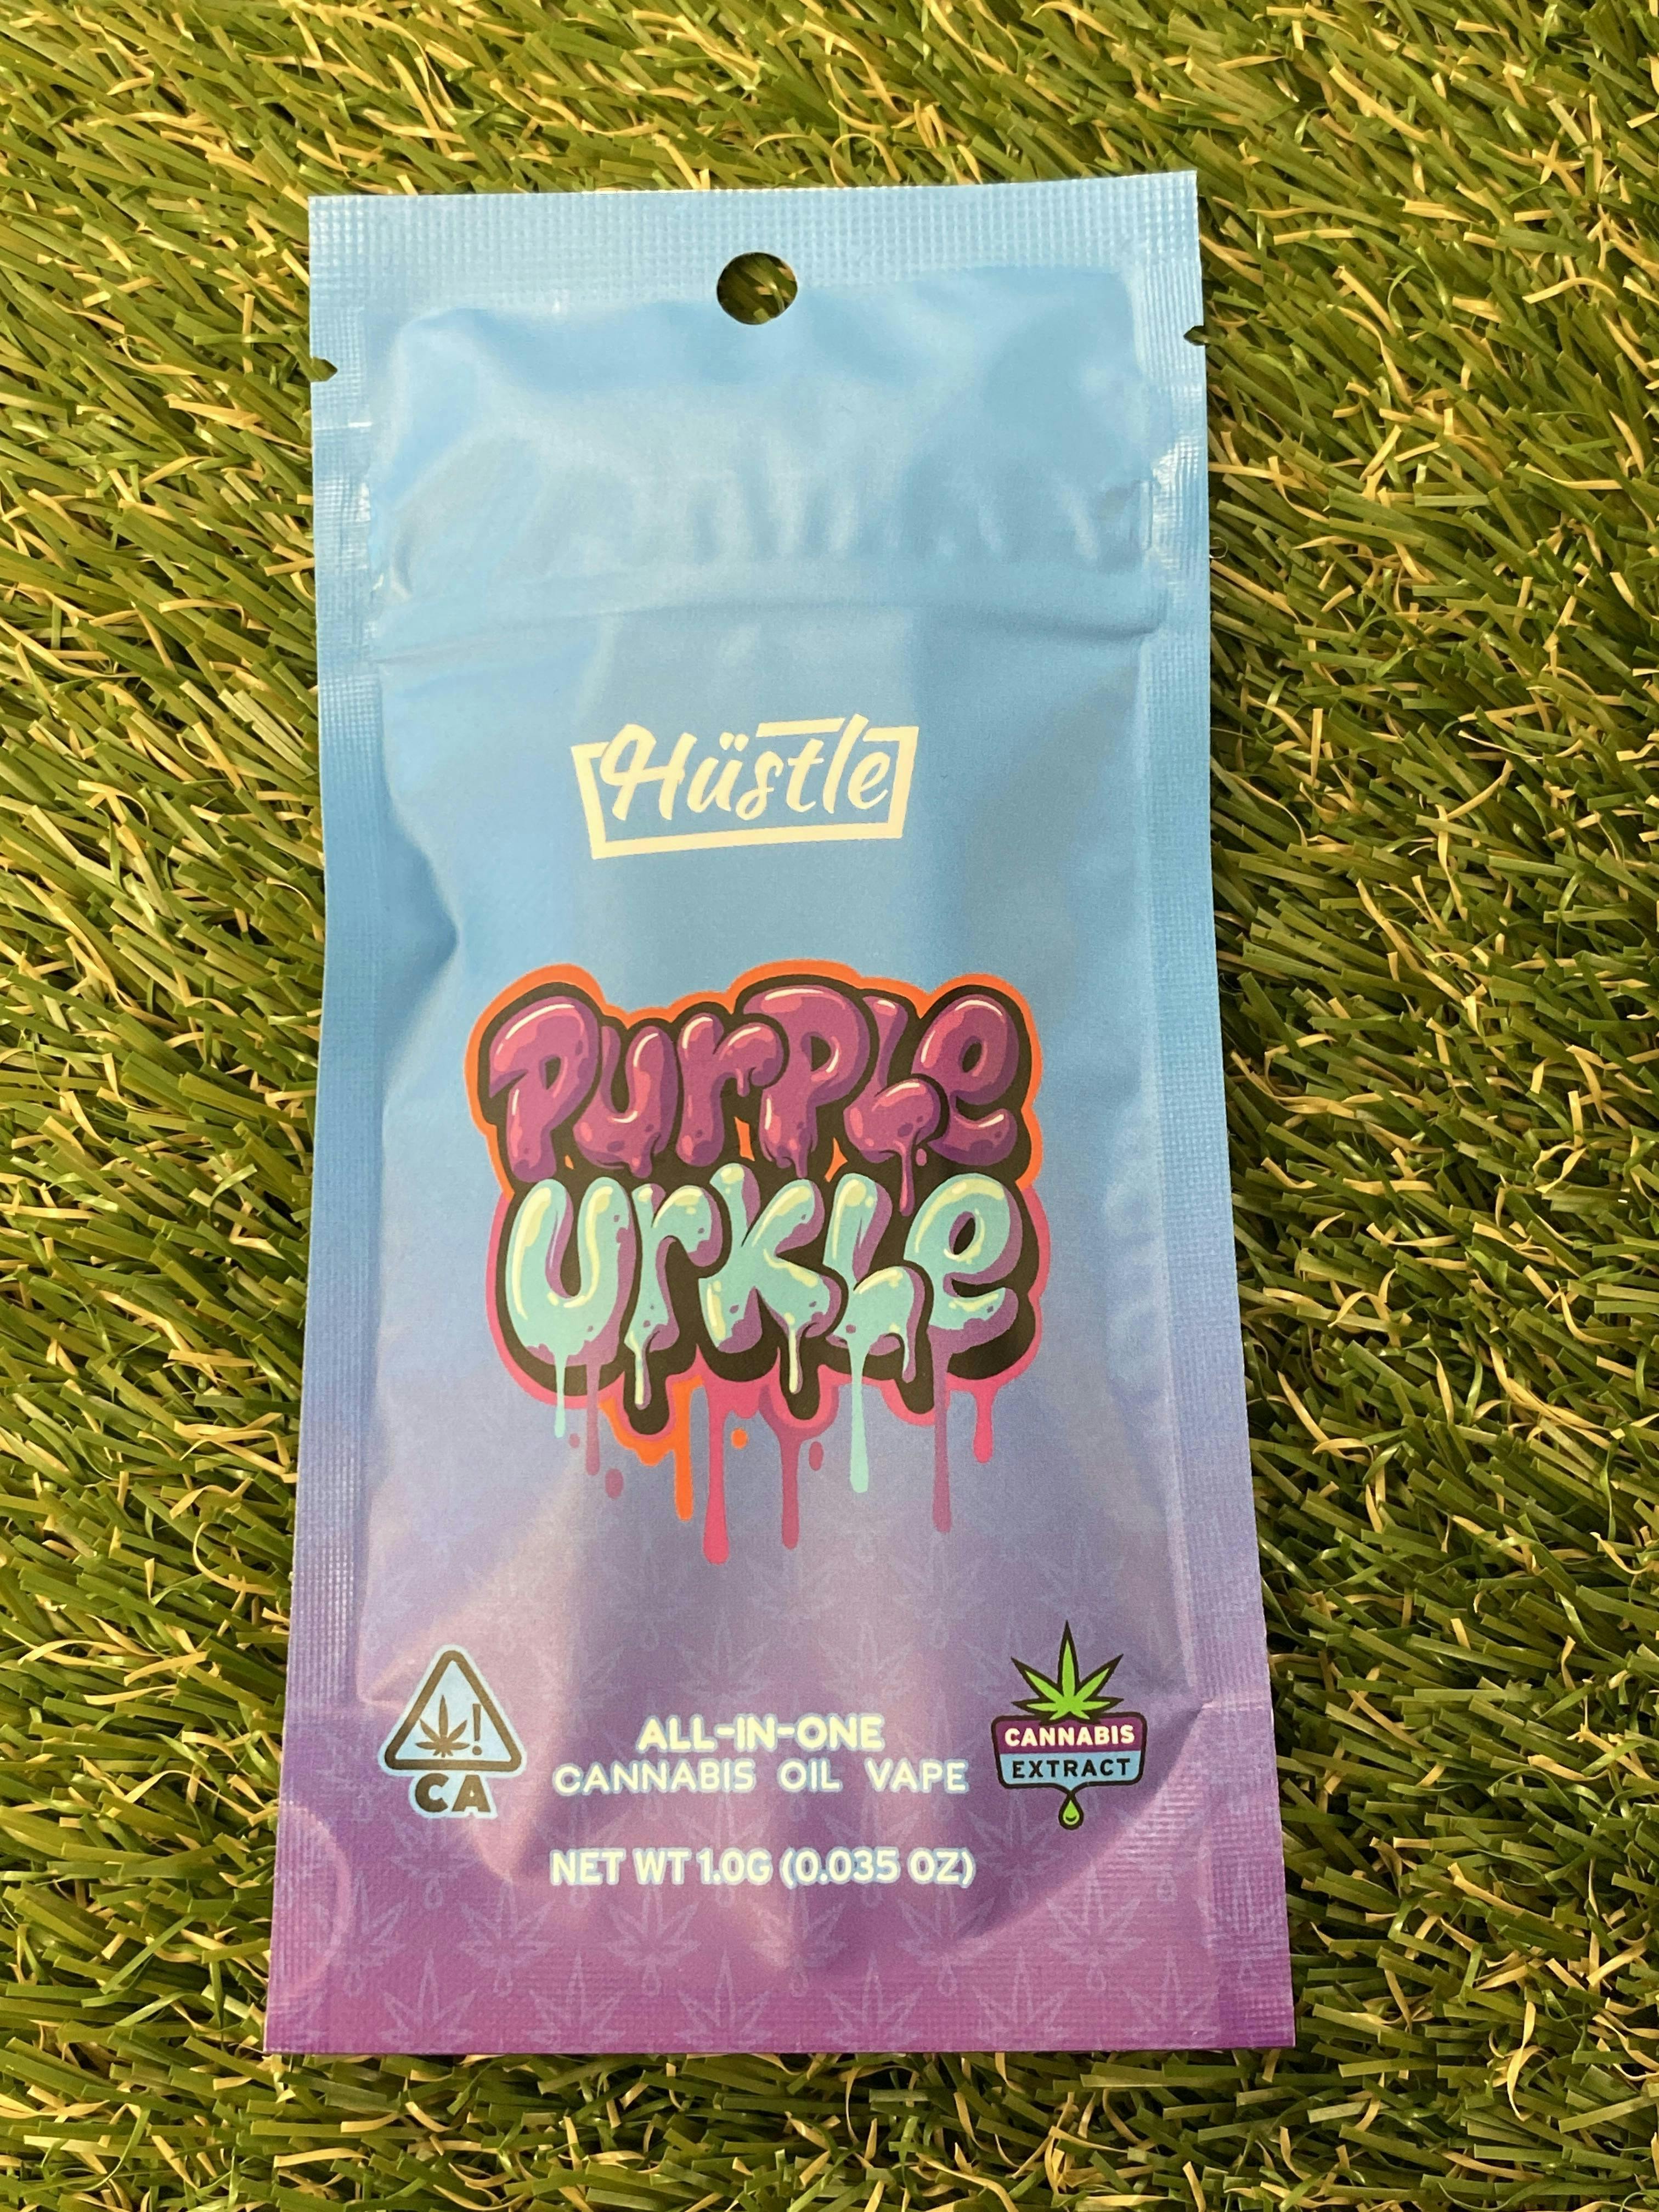 Hüstle
Purple
Urkle
ALL-IN-ONE
CANNABIS OIL VAPE
NET WT 1.0G (0.035 OZ)
!
CA
CANNABIS
EXTRACT